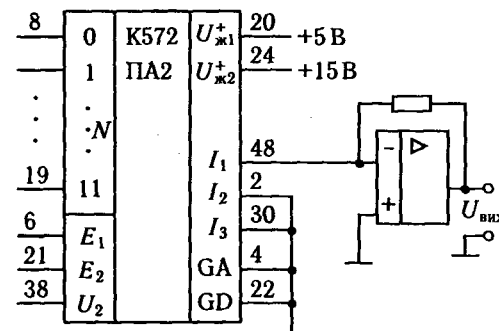 8 0 К572 U⁺ж1 20 +5 В
1 ПА2 U⁺ж2 24 +15 В
N
I1 48
− ▷
19 11 I2 2
+ Uвих
6 E1 I3 30
21 E2 GA 4
38 U2 GD 22